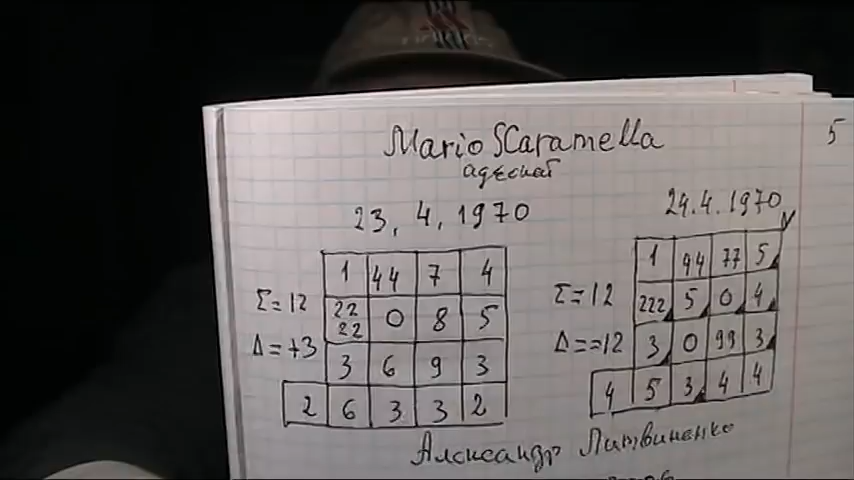 Mario SCaramella
5
адвокат
23. 4. 1970
24.4.1970
1 44 7 4
1 44 77 5
Σ=12 22 22 0 8 5
Σ=12 222 5 0 4
Δ=+3 3 6 9 3
Δ=-12 3 0 99 3
2 6 3 3 2
4 5 3 4 4
Александр Литвиненко